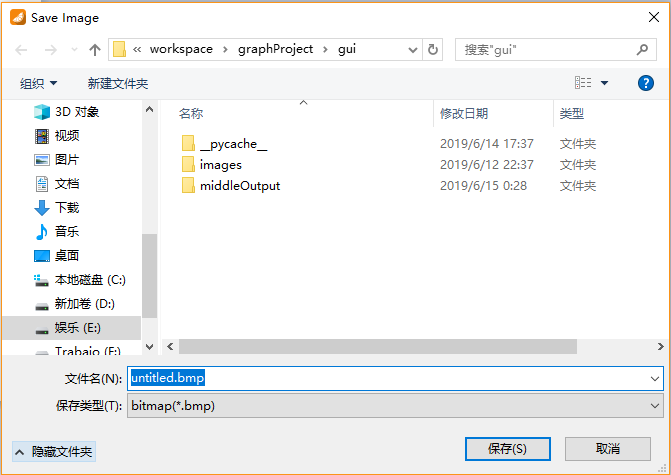 Save Image
« workspace > graphProject > gui
搜索"gui"
组织
新建文件夹
?
3D 对象
视频
图片
文档
下载
音乐
桌面
本地磁盘 (C:)
新加卷 (D:)
娱乐 (E:)
Trabajo (F:)
名称 修改日期 类型
__pycache__ 2019/6/14 17:37 文件夹
images 2019/6/12 22:37 文件夹
middleOutput 2019/6/15 0:28 文件夹
文件名(N): untitled.bmp
保存类型(T): bitmap(*.bmp)
隐藏文件夹
保存(S)
取消